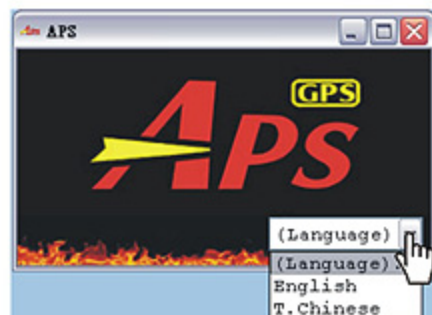 APS
GPS
APS
(Language)
(Language)
English
T.Chinese